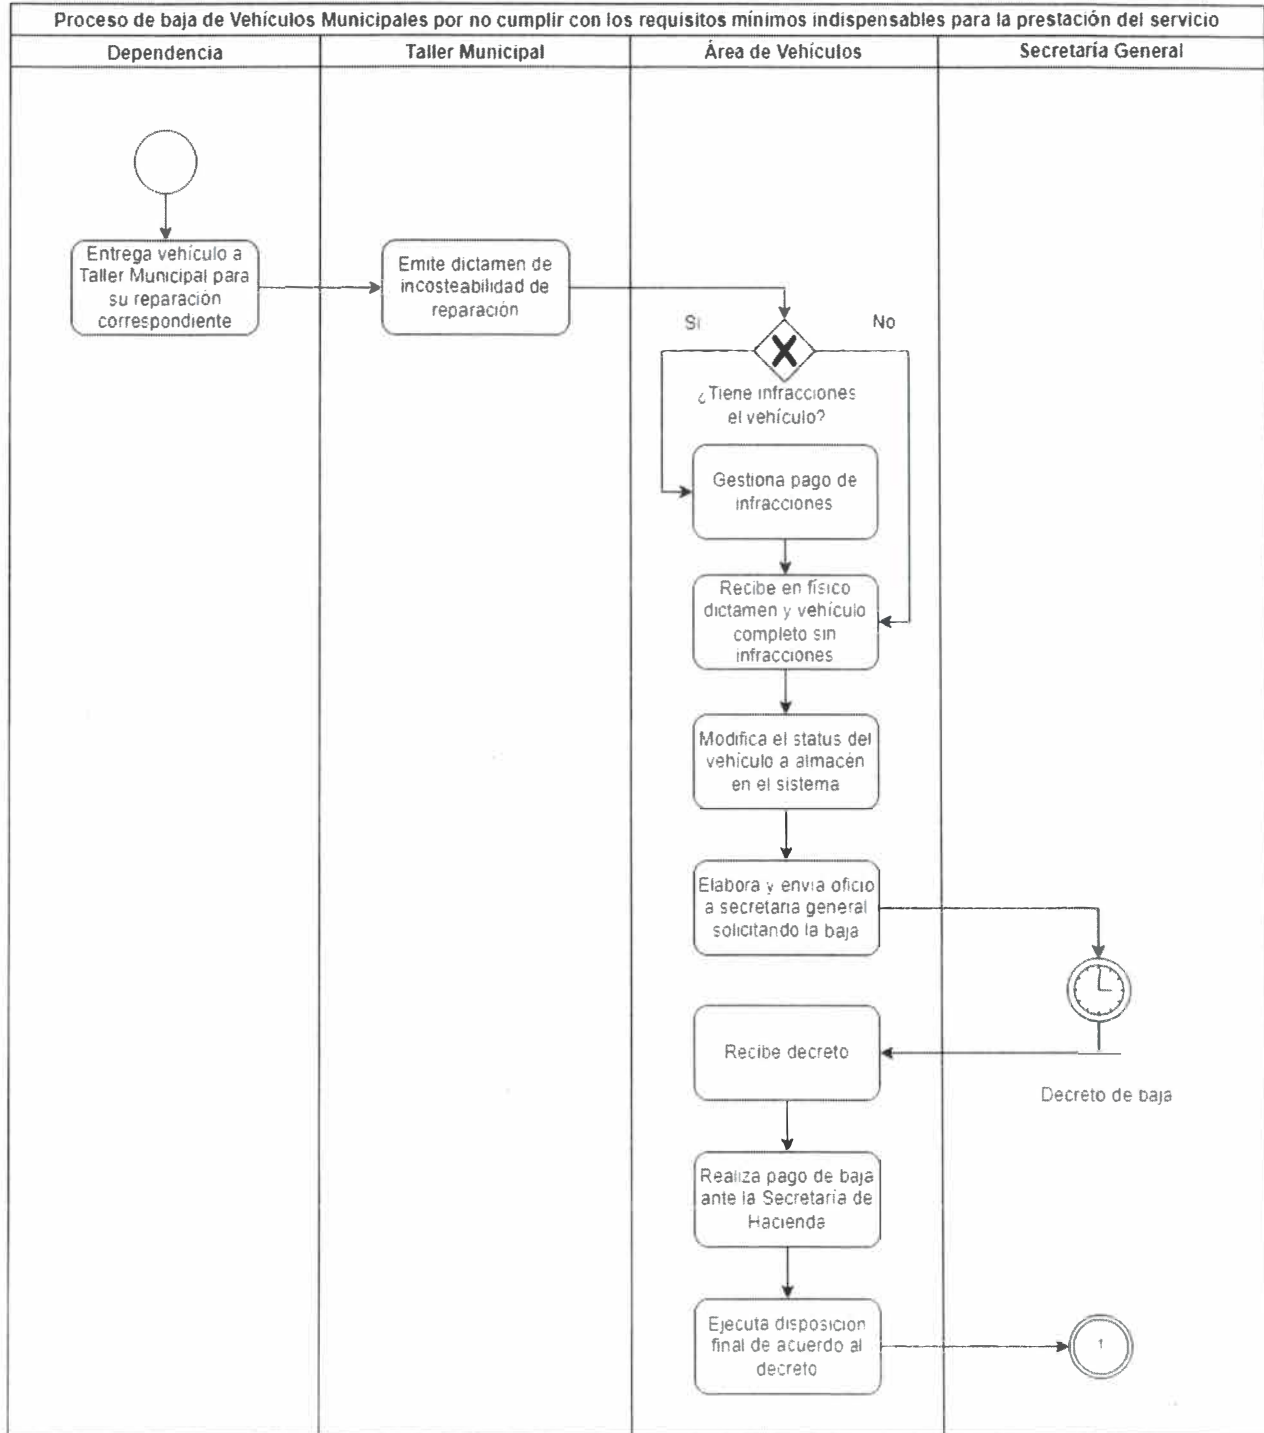 Proceso de baja de Vehículos Municipales por no cumplir con los requisitos mínimos indispensables para la prestación del servicio
Dependencia
Taller Municipal
Área de Vehículos
Secretaría General
Entrega vehículo a
Taller Municipal para
su reparación
correspondiente
Emite dictamen de
incosteabilidad de
reparación
Si
No
¿Tiene infracciones
el vehículo?
Gestiona pago de
infracciones
Recibe en físico
dictamen y vehículo
completo sin
infracciones
Modifica el status del
vehículo a almacén
en el sistema
Elabora y envia oficio
a secretaria general
solicitando la baja
Recibe decreto
Decreto de baja
Realiza pago de baja
ante la Secretaría de
Hacienda
Ejecuta disposicion
final de acuerdo al
decreto
1